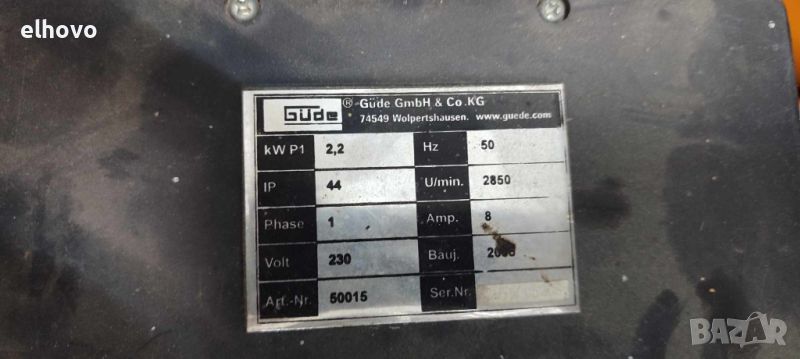 elhovo
Güde ® Güde GmbH & Co.KG
74549 Wolpertshausen. www.guede.com
kW P1 2,2 Hz 50
IP 44 U/min. 2850
Phase 1 Amp. 8
Volt 230 Bauj.
Art.-Nr. 50015 Ser.Nr.
BAZAR